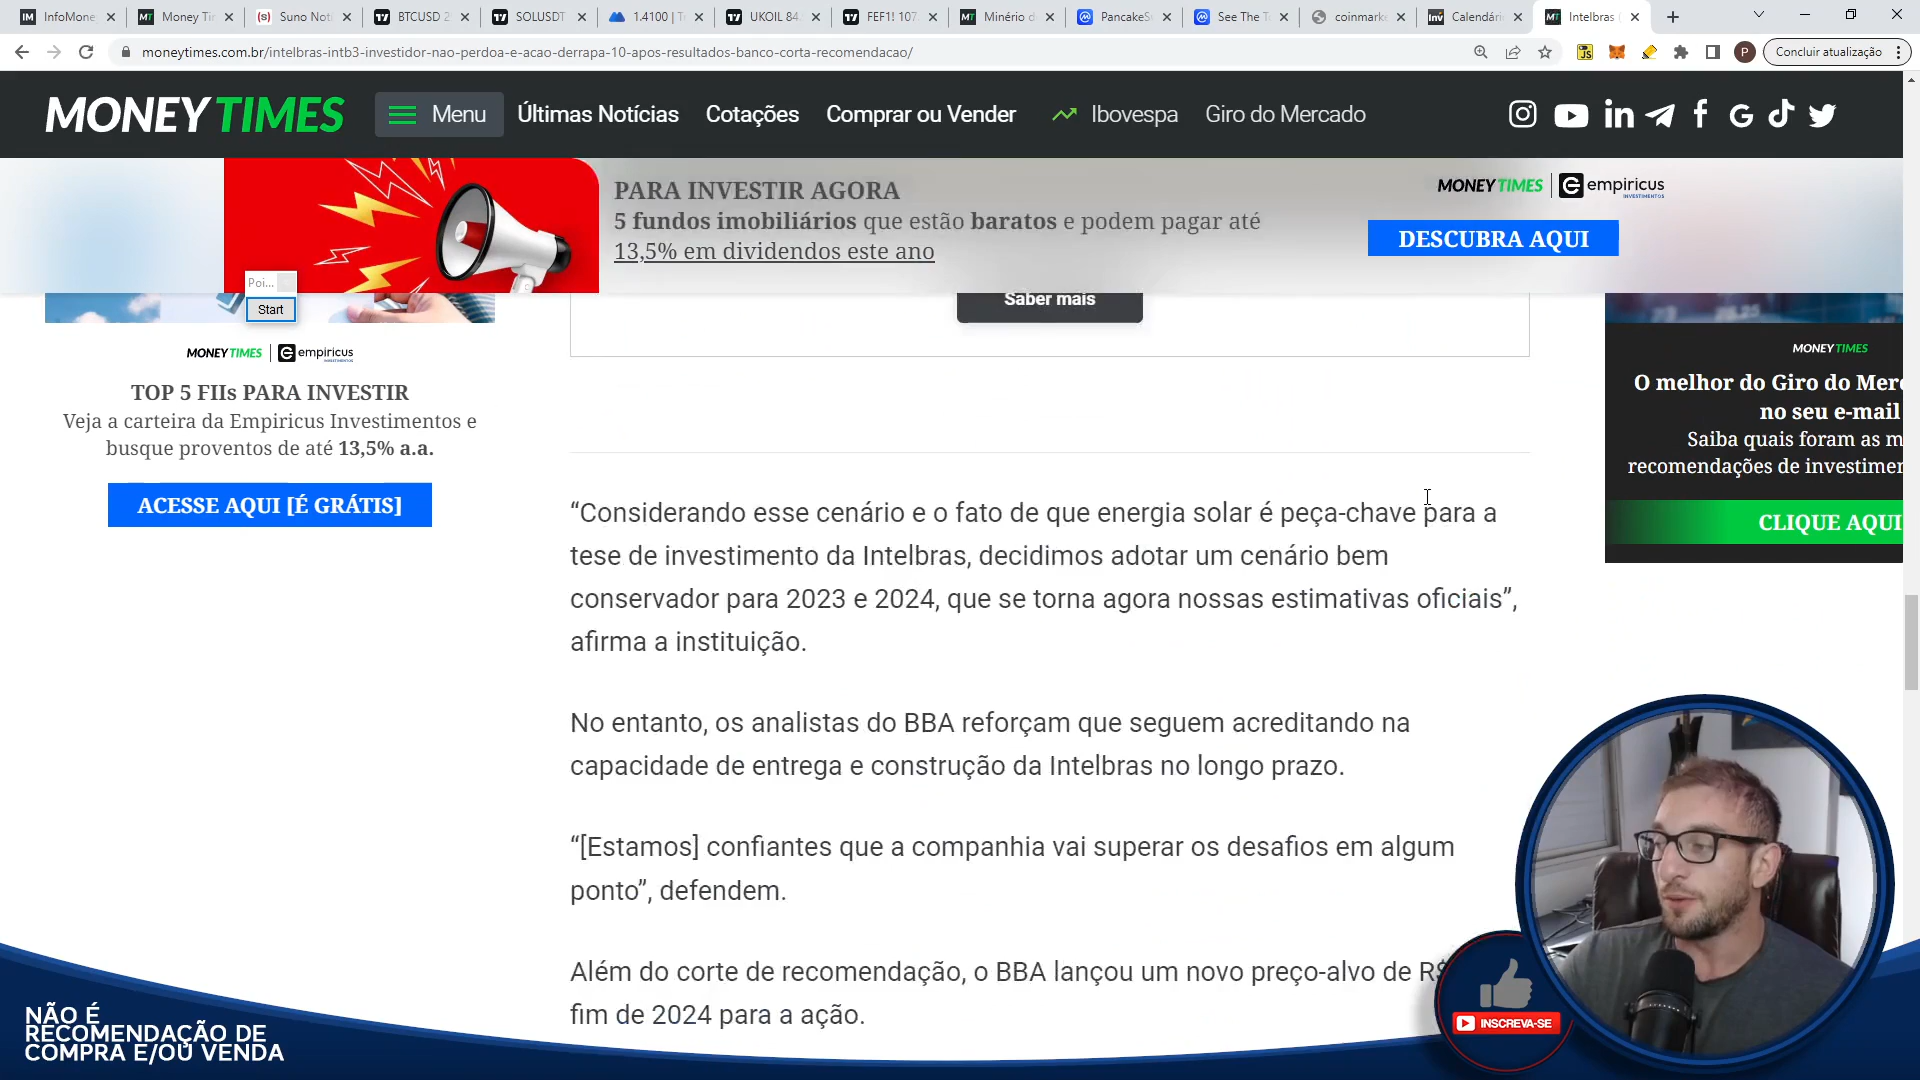 InfoMone
Money Tir
Suno Not
BTCUSD 2
SOLUSDT
1.4100 | T
UKOIL 84.
FEF1! 107.
Minério d
PancakeS
See The T
coinmark
Calendári
Intelbras
moneytimes.com.br/intelbras-intb3-investidor-nao-perdoa-e-acao-derrapa-10-apos-resultados-banco-corta-recomendacao/
Concluir atualização
MONEY TIMES
Menu
Últimas Notícias
Cotações
Comprar ou Vender
Ibovespa
Giro do Mercado
PARA INVESTIR AGORA
5 fundos imobiliários que estão baratos e podem pagar até
13,5% em dividendos este ano
MONEY TIMES
empiricus
INVESTIMENTOS
DESCUBRA AQUI
Poi...
Start
Saber mais
MONEY TIMES
empiricus
INVESTIMENTOS
TOP 5 FIIs PARA INVESTIR
Veja a carteira da Empiricus Investimentos e
busque proventos de até 13,5% a.a.
ACESSE AQUI [É GRÁTIS]
MONEY TIMES
O melhor do Giro do Mer
no seu e-mail
Saiba quais foram as m
recomendações de investimen
CLIQUE AQUI
“Considerando esse cenário e o fato de que energia solar é peça-chave para a
tese de investimento da Intelbras, decidimos adotar um cenário bem
conservador para 2023 e 2024, que se torna agora nossas estimativas oficiais”,
afirma a instituição.
No entanto, os analistas do BBA reforçam que seguem acreditando na
capacidade de entrega e construção da Intelbras no longo prazo.
“[Estamos] confiantes que a companhia vai superar os desafios em algum
ponto”, defendem.
Além do corte de recomendação, o BBA lançou um novo preço-alvo de R$
fim de 2024 para a ação.
NÃO É
RECOMENDAÇÃO DE
COMPRA E/OU VENDA
INSCREVA-SE